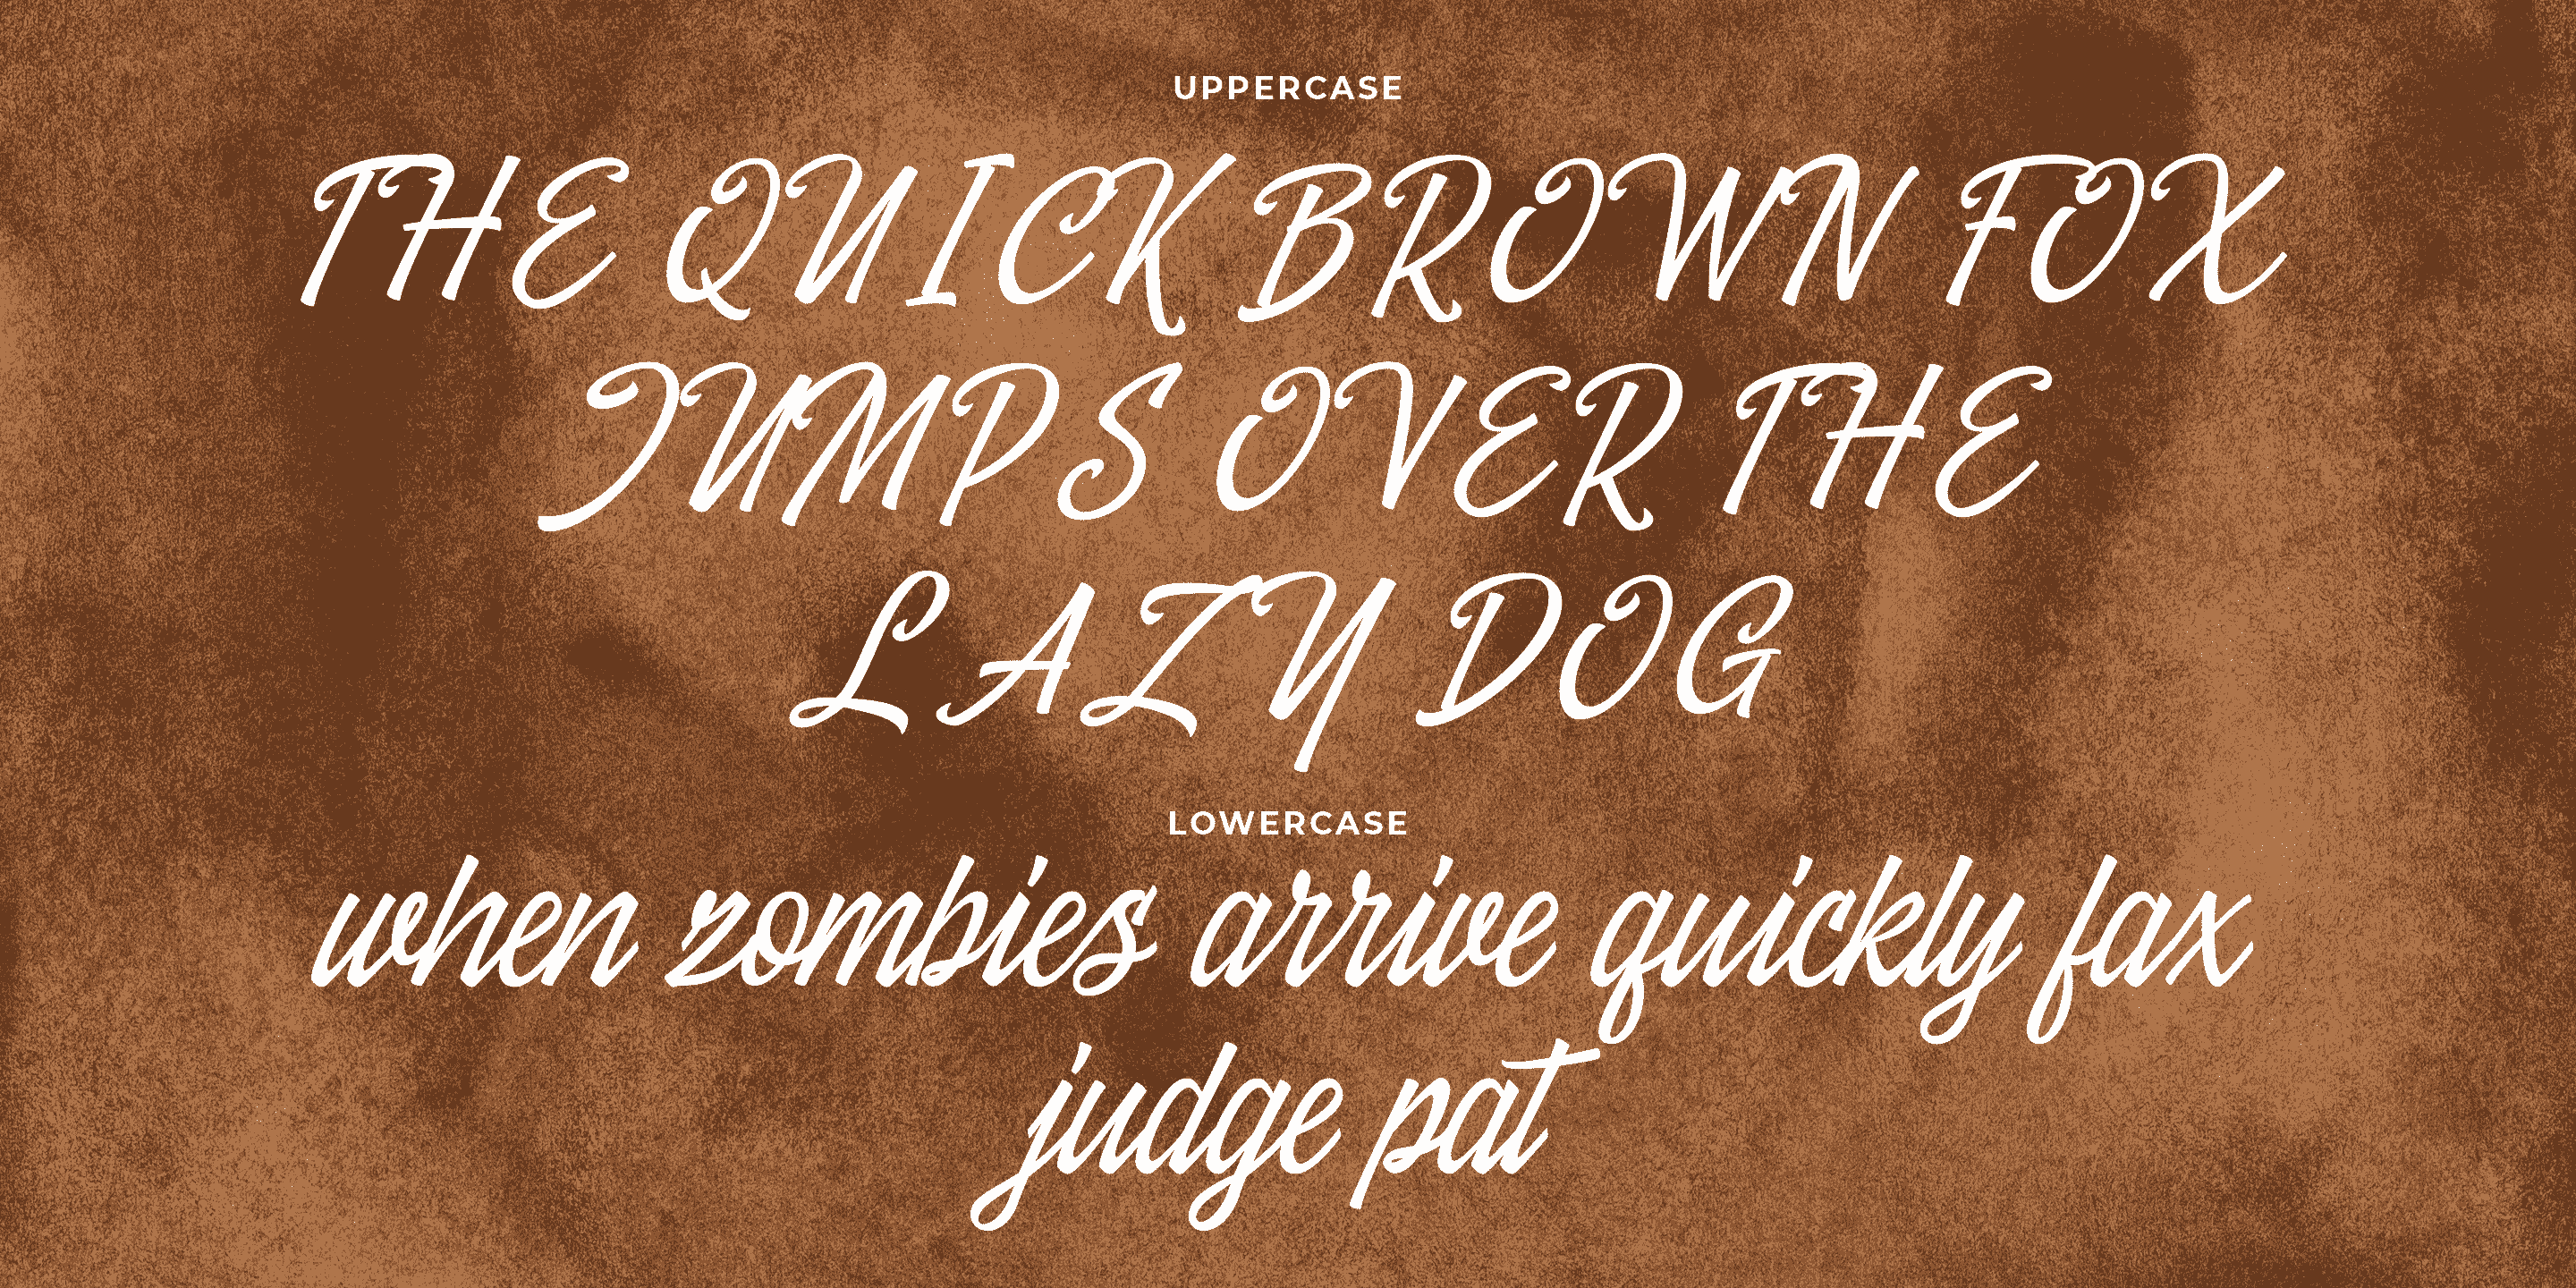 UPPERCASE
THE QUICK BROWN FOX
JUMPS OVER THE
LAZY DOG
LOWERCASE
when zombies arrive quickly fax
judge pat